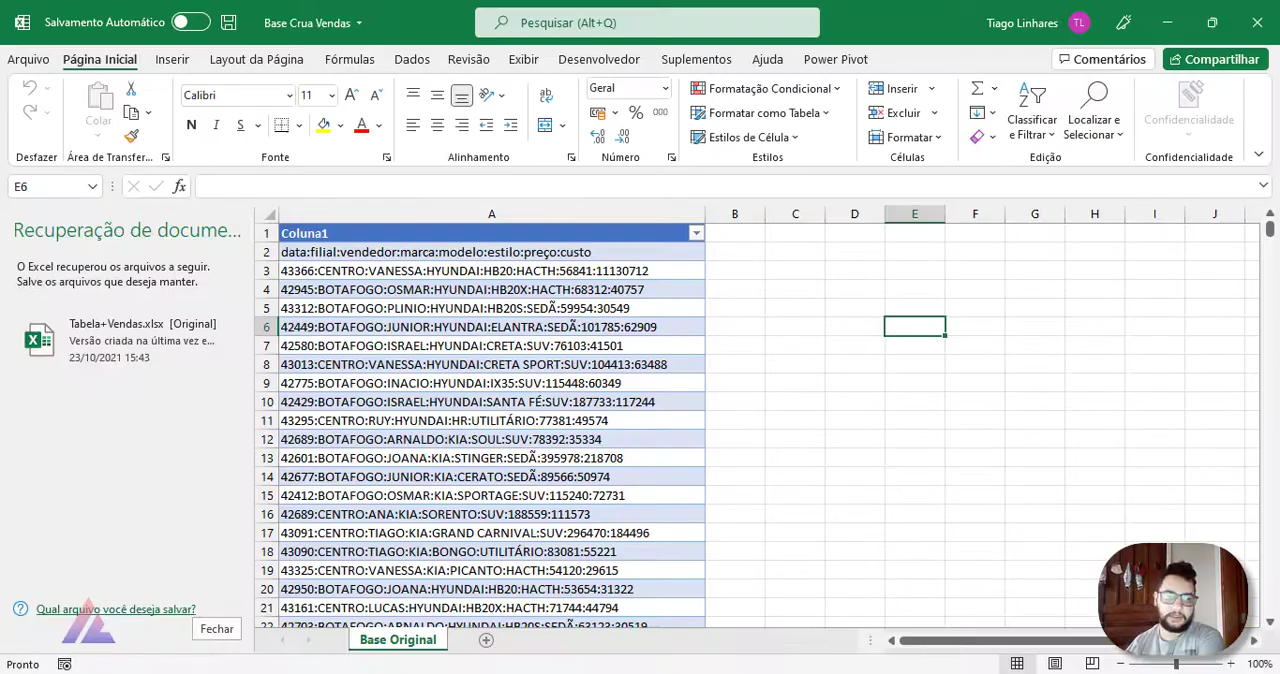 Salvamento Automático
Base Crua Vendas
Pesquisar (Alt+Q)
Tiago Linhares
TL
Arquivo
Página Inicial
Inserir
Layout da Página
Fórmulas
Dados
Revisão
Exibir
Desenvolvedor
Suplementos
Ajuda
Power Pivot
Comentários
Compartilhar
Colar
Calibri
11
N I S
Geral
% 000
Formatação Condicional
Formatar como Tabela
Estilos de Célula
Inserir
Excluir
Formatar
Classificar
e Filtrar
Localizar e
Selecionar
Confidencialidade
Desfazer
Área de Transfer...
Fonte
Alinhamento
Número
Estilos
Células
Edição
Confidencialidade
E6
fx
Recuperação de docume...
O Excel recuperou os arquivos a seguir.
Salve os arquivos que deseja manter.
Tabela+Vendas.xlsx [Original]
Versão criada na última vez e...
23/10/2021 15:43
Qual arquivo você deseja salvar?
Fechar
A B C D E F G H I J
1 Coluna1
2 data:filial:vendedor:marca:modelo:estilo:preço:custo
3 43366:CENTRO:VANESSA:HYUNDAI:HB20:HACTH:56841:11130712
4 42945:BOTAFOGO:OSMAR:HYUNDAI:HB20X:HACTH:68312:40757
5 43312:BOTAFOGO:PLINIO:HYUNDAI:HB20S:SEDÃ:59954:30549
6 42449:BOTAFOGO:JUNIOR:HYUNDAI:ELANTRA:SEDÃ:101785:62909
7 42580:BOTAFOGO:ISRAEL:HYUNDAI:CRETA:SUV:76103:41501
8 43013:CENTRO:VANESSA:HYUNDAI:CRETA SPORT:SUV:104413:63488
9 42775:BOTAFOGO:INACIO:HYUNDAI:IX35:SUV:115448:60349
10 42429:BOTAFOGO:ISRAEL:HYUNDAI:SANTA FÉ:SUV:187733:117244
11 43295:CENTRO:RUY:HYUNDAI:HR:UTILITÁRIO:77381:49574
12 42689:BOTAFOGO:ARNALDO:KIA:SOUL:SUV:78392:35334
13 42601:BOTAFOGO:JOANA:KIA:STINGER:SEDÃ:395978:218708
14 42677:BOTAFOGO:JUNIOR:KIA:CERATO:SEDÃ:89566:50974
15 42412:BOTAFOGO:OSMAR:KIA:SPORTAGE:SUV:115240:72731
16 42689:CENTRO:ANA:KIA:SORENTO:SUV:188559:111573
17 43091:CENTRO:TIAGO:KIA:GRAND CARNIVAL:SUV:296470:184496
18 43090:CENTRO:TIAGO:KIA:BONGO:UTILITÁRIO:83081:55221
19 43325:CENTRO:VANESSA:KIA:PICANTO:HACTH:54120:29615
20 42950:BOTAFOGO:JOANA:HYUNDAI:HB20:HACTH:53654:31322
21 43161:CENTRO:LUCAS:HYUNDAI:HB20X:HACTH:71744:44794
22 42703:BOTAFOGO:ARNALDO:HYUNDAI:HB20S:SEDÃ:63123:30519
Base Original
Pronto
100%